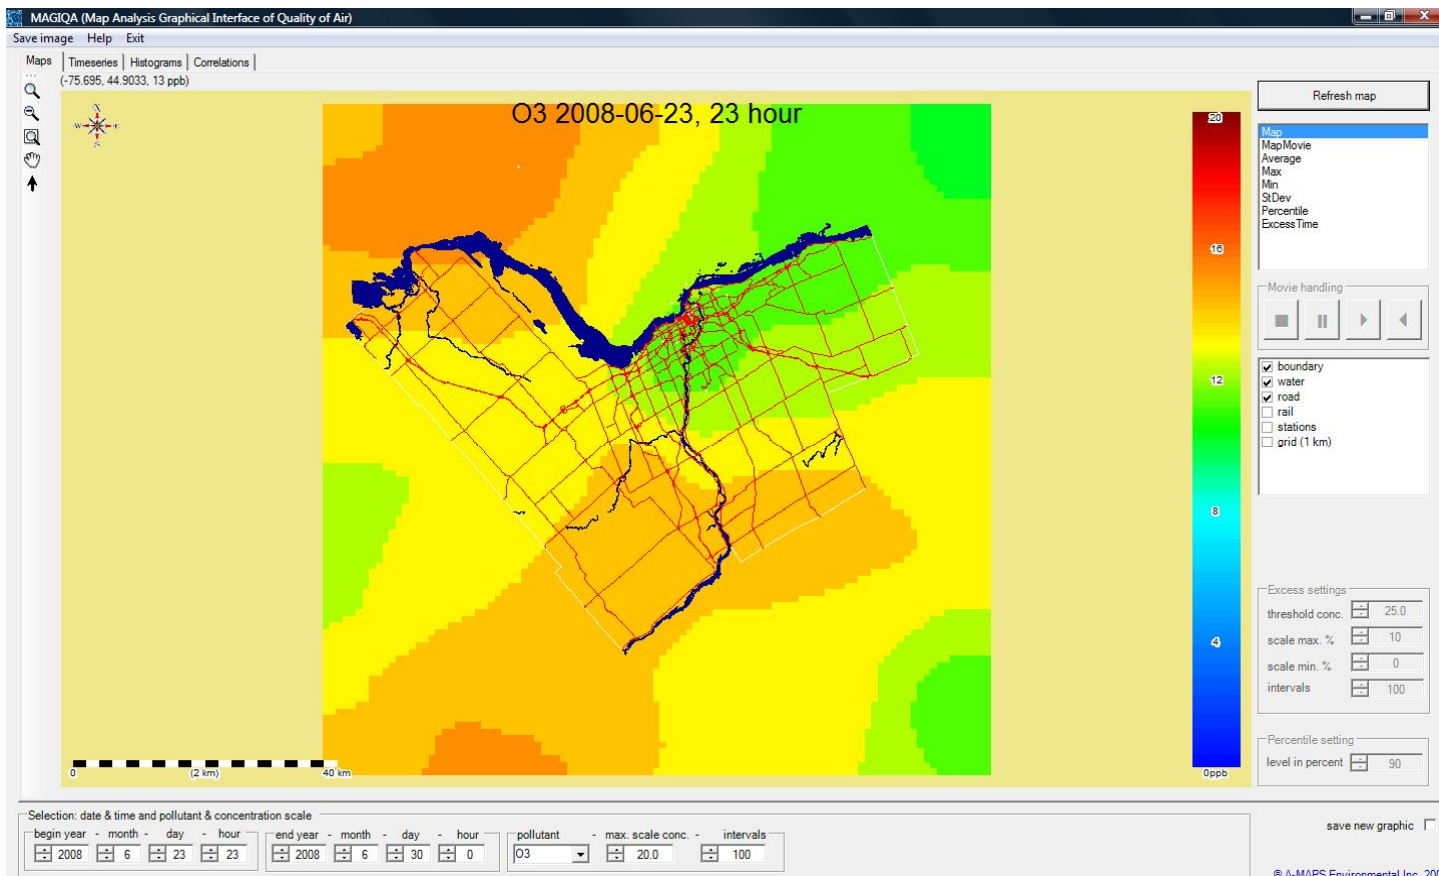 MAGIQA (Map Analysis Graphical Interface of Quality of Air)
Save image Help Exit
Maps Timeseries Histograms Correlations
(-75.695, 44.9033, 13 ppb)
O3 2008-06-23, 23 hour
N
W E
S
20
16
12
8
4
0ppb
0 (2 km) 40 km
Refresh map
Map
MapMovie
Average
Max
Min
StDev
Percentile
ExcessTime
Movie handling
boundary
water
road
rail
stations
grid (1 km)
Excess settings
threshold conc. 25.0
scale max. % 10
scale min. % 0
intervals 100
Percentile setting
level in percent 90
Selection: date & time and pollutant & concentration scale
begin year - month - day - hour end year - month - day - hour pollutant - max. scale conc. - intervals
2008 6 23 23 2008 6 30 0 O3 20.0 100
save new graphic
© A-MAPS Environmental Inc. 200